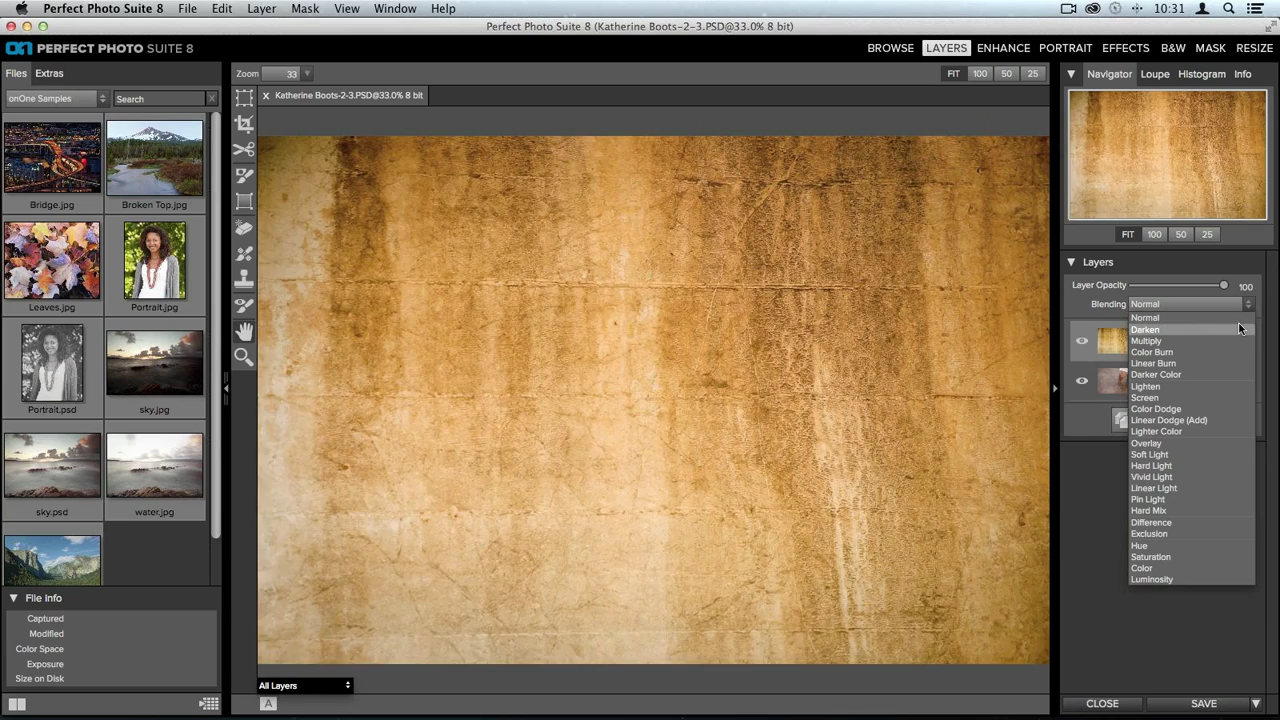 Perfect Photo Suite 8 File Edit Layer Mask View Window Help 10:31
Perfect Photo Suite 8 (Katherine Boots-2-3.PSD@33.0% 8 bit)
on PERFECT PHOTO SUITE 8 BROWSE LAYERS ENHANCE PORTRAIT EFFECTS B&W MASK RESIZE
Files Extras
onOne Samples Search X
Bridge.jpg Broken Top.jpg
Leaves.jpg Portrait.jpg
Portrait.psd sky.jpg
sky.psd water.jpg
File Info
Captured
Modified
Color Space
Exposure
Size on Disk
Zoom 33 FIT 100 50 25
x Katherine Boots-2-3.PSD@33.0% 8 bit
All Layers
A
Navigator Loupe Histogram Info
FIT 100 50 25
Layers
Layer Opacity 100
Blending Normal
Normal
Darken
Multiply
Color Burn
Linear Burn
Darker Color
Lighten
Screen
Color Dodge
Linear Dodge (Add)
Lighter Color
Overlay
Soft Light
Hard Light
Vivid Light
Linear Light
Pin Light
Hard Mix
Difference
Exclusion
Hue
Saturation
Color
Luminosity
CLOSE SAVE